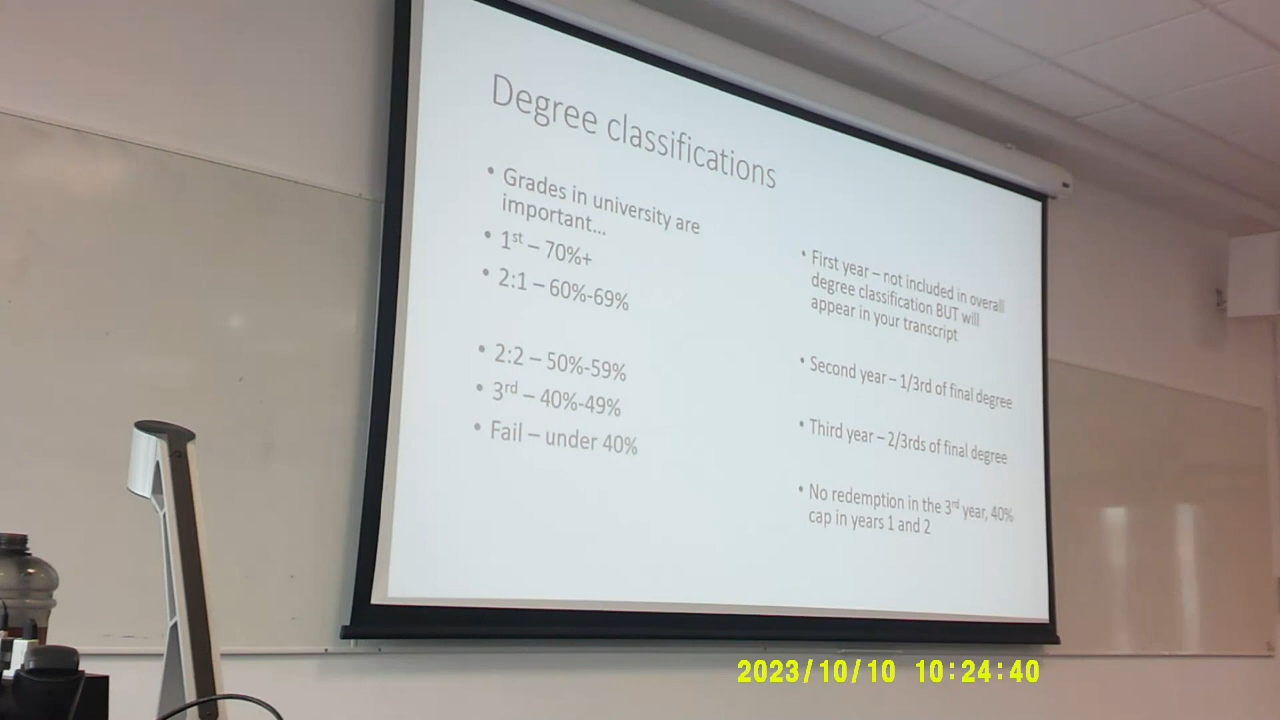 Degree classifications
• Grades in university are
important...
• 1st – 70%+
• 2:1 – 60%-69%
• 2:2 – 50%-59%
• 3rd – 40%-49%
• Fail – under 40%
• First year – not included in overall
degree classification BUT will
appear in your transcript
• Second year – 1/3rd of final degree
• Third year – 2/3rds of final degree
• No redemption in the 3rd year, 40%
cap in years 1 and 2
2023/10/10 10:24:40